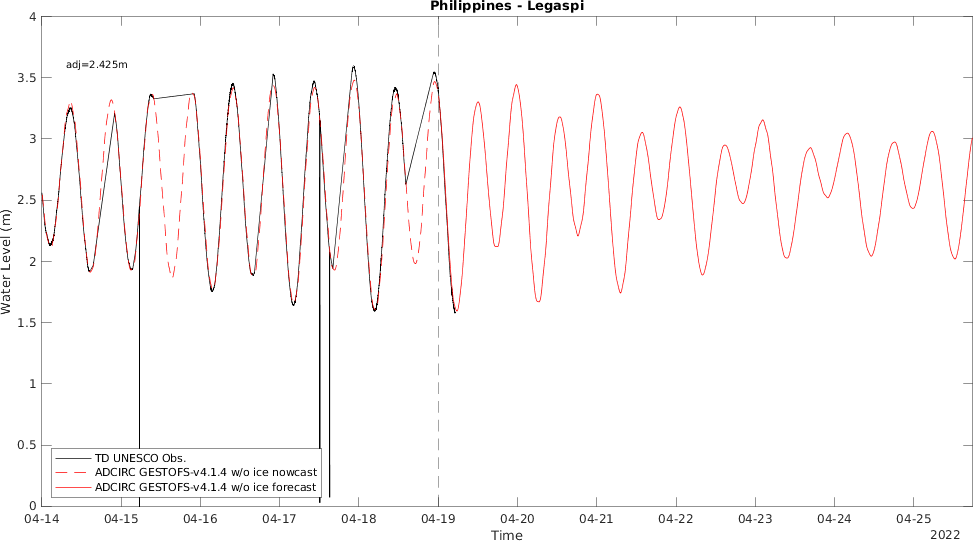 Philippines - Legaspi
adj=2.425m
Water Level (m)
4
3.5
3
2.5
2
1.5
1
0.5
0
TD UNESCO Obs.
ADCIRC GESTOFS-v4.1.4 w/o ice nowcast
ADCIRC GESTOFS-v4.1.4 w/o ice forecast
04-14 04-15 04-16 04-17 04-18 04-19 04-20 04-21 04-22 04-23 04-24 04-25
Time
2022